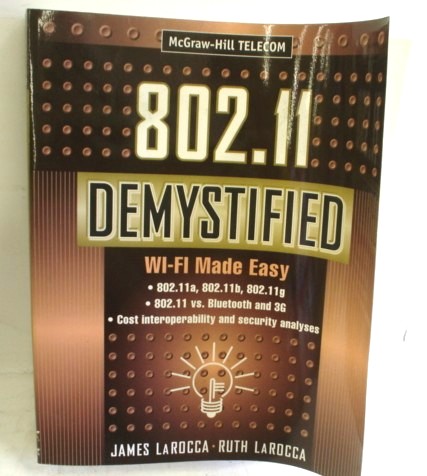 McGraw-Hill TELECOM
802.11
DEMYSTIFIED
WI-FI Made Easy
• 802.11a, 802.11b, 802.11g
• 802.11 vs. Bluetooth and 3G
• Cost interoperability and security analyses
JAMES LAROCCA • RUTH LAROCCA